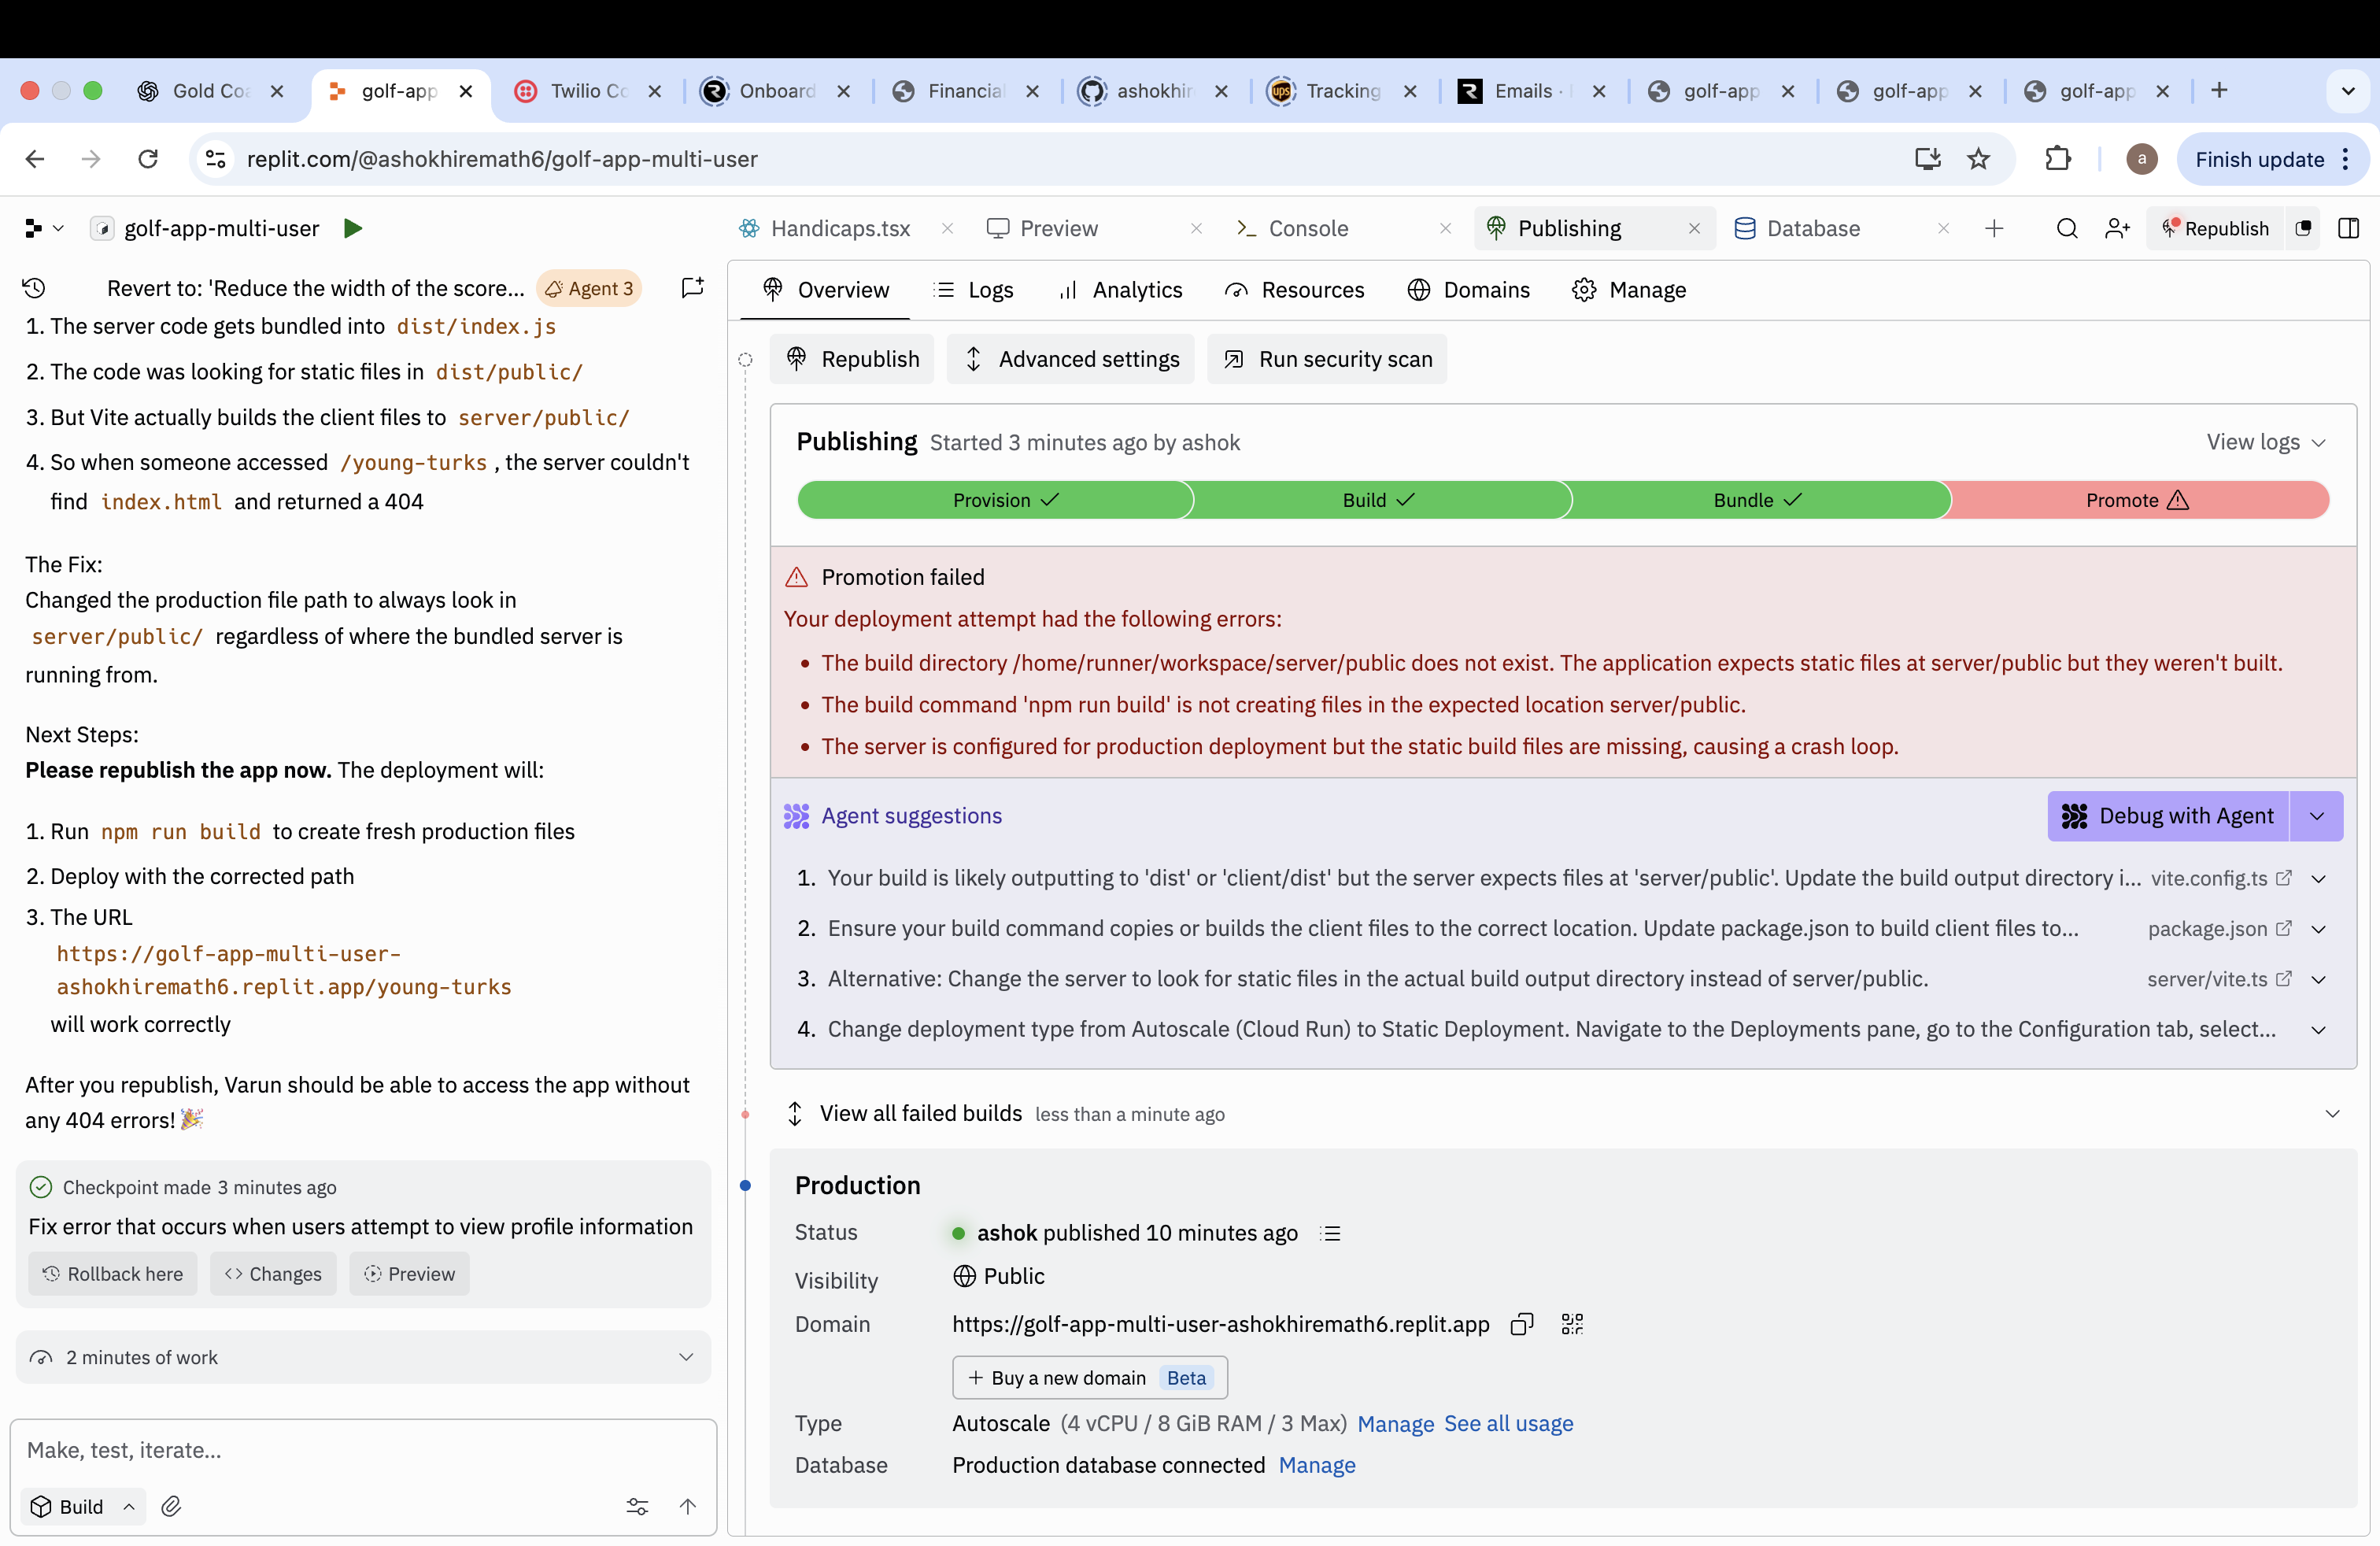 Gold Co
golf-app
Twilio Co
Onboard
Financial
ashokhir
ups
Tracking
Emails ·
golf-app
golf-app
golf-app
replit.com/@ashokhiremath6/golf-app-multi-user
a
Finish update
golf-app-multi-user
Handicaps.tsx
Preview
Console
Publishing
Database
Republish
Revert to: 'Reduce the width of the score...
Agent 3
1. The server code gets bundled into dist/index.js
2. The code was looking for static files in dist/public/
3. But Vite actually builds the client files to server/public/
4. So when someone accessed /young-turks , the server couldn't
find index.html and returned a 404
The Fix:
Changed the production file path to always look in
server/public/ regardless of where the bundled server is
running from.
Next Steps:
Please republish the app now. The deployment will:
1. Run npm run build to create fresh production files
2. Deploy with the corrected path
3. The URL
https://golf-app-multi-user-
ashokhiremath6.replit.app/young-turks
will work correctly
After you republish, Varun should be able to access the app without
any 404 errors! 🎉
Checkpoint made 3 minutes ago
Fix error that occurs when users attempt to view profile information
Rollback here
Changes
Preview
2 minutes of work
Make, test, iterate...
Build
Overview
Logs
Analytics
Resources
Domains
Manage
Republish
Advanced settings
Run security scan
Publishing Started 3 minutes ago by ashok
View logs
Provision
Build
Bundle
Promote
Promotion failed
Your deployment attempt had the following errors:
• The build directory /home/runner/workspace/server/public does not exist. The application expects static files at server/public but they weren't built.
• The build command 'npm run build' is not creating files in the expected location server/public.
• The server is configured for production deployment but the static build files are missing, causing a crash loop.
Agent suggestions
Debug with Agent
1. Your build is likely outputting to 'dist' or 'client/dist' but the server expects files at 'server/public'. Update the build output directory i... vite.config.ts
2. Ensure your build command copies or builds the client files to the correct location. Update package.json to build client files to... package.json
3. Alternative: Change the server to look for static files in the actual build output directory instead of server/public. server/vite.ts
4. Change deployment type from Autoscale (Cloud Run) to Static Deployment. Navigate to the Deployments pane, go to the Configuration tab, select...
View all failed builds less than a minute ago
Production
Status ashok published 10 minutes ago
Visibility Public
Domain https://golf-app-multi-user-ashokhiremath6.replit.app
+ Buy a new domain Beta
Type Autoscale (4 vCPU / 8 GiB RAM / 3 Max) Manage See all usage
Database Production database connected Manage